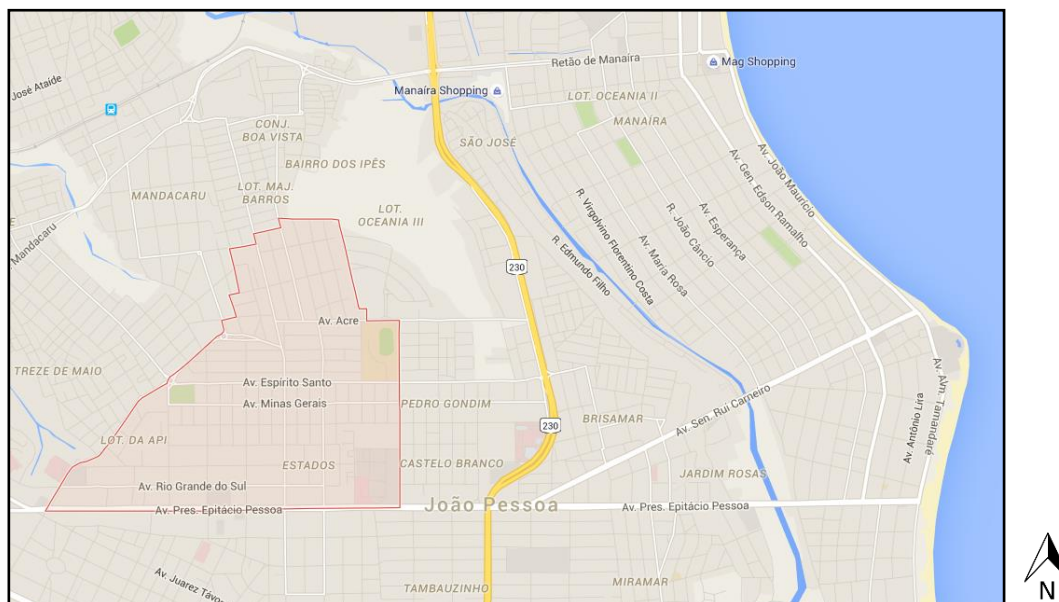 José Ataíde
Retão de Manaíra
Mag Shopping
Manaíra Shopping
LOT. OCEANIA II
MANAÍRA
CONJ.
BOA VISTA
SÃO JOSÉ
BAIRRO DOS IPÊS
MANDACARU
LOT. MAJ.
BARROS
LOT.
OCEANIA III
Mandacaru
Av. João Maurício
Av. Gen. Edson Ramalho
Av. Esperança
R. João Câncio
Av. Maria Rosa
R. Virgolvino Florentino Costa
R. Edmundo Filho
230
Av. Acre
TREZE DE MAIO
Av. Espírito Santo
Av. Minas Gerais
PEDRO GONDIM
230
BRISAMAR
Av. Sen. Rui Carneiro
Av. Antônio Lira
Av. Alm. Tamandaré
LOT. DA API
ESTADOS
CASTELO BRANCO
JARDIM ROSAS
Av. Rio Grande do Sul
João Pessoa
Av. Pres. Epitácio Pessoa
Av. Pres. Epitácio Pessoa
Av. Juarez Távo
TAMBAUZINHO
MIRAMAR
N